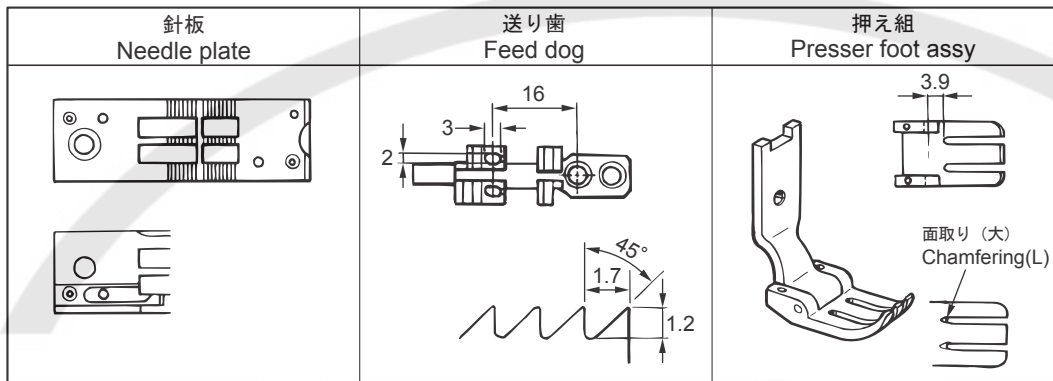 針板
Needle plate
送り歯
Feed dog
押え組
Presser foot assy
16
3
2
45°
1.7
1.2
3.9
面取り（大）
Chamfering(L)